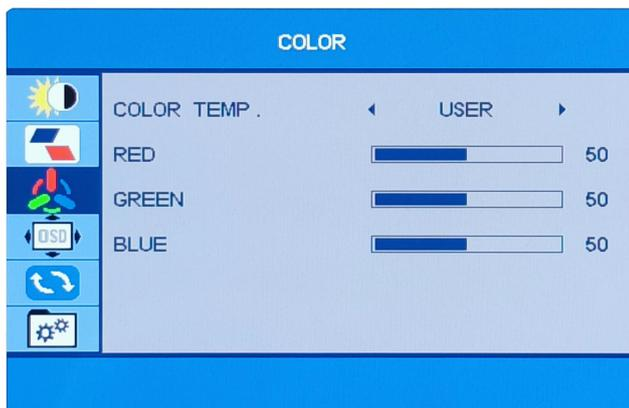 COLOR
COLOR TEMP. USER
RED 50
GREEN 50
OSD
BLUE 50